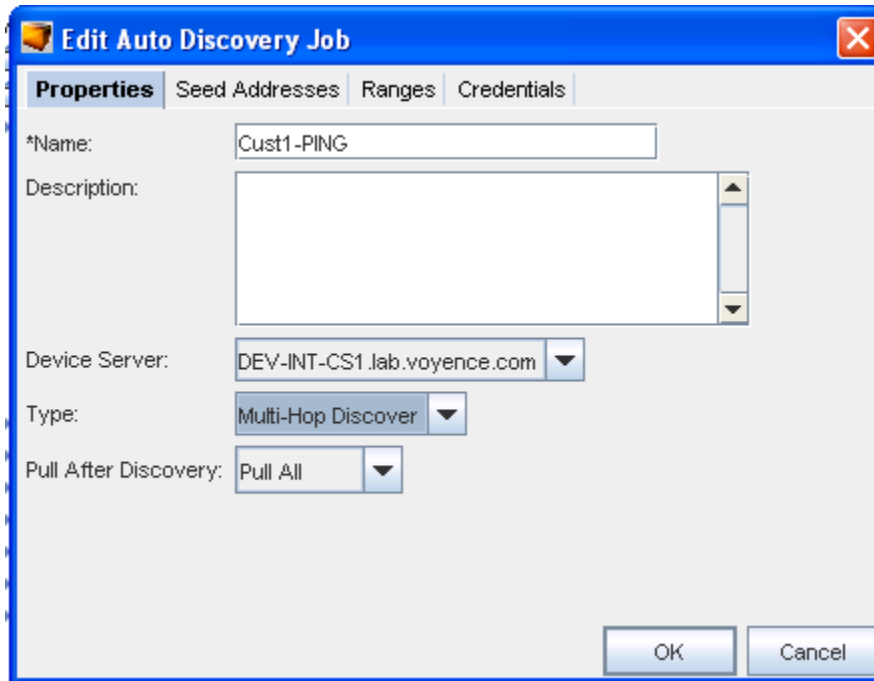 Edit Auto Discovery Job
Properties Seed Addresses Ranges Credentials
*Name: Cust1-PING
Description:
Device Server: DEV-INT-CS1.lab.voyence.com
Type: Multi-Hop Discover
Pull After Discovery: Pull All
OK Cancel